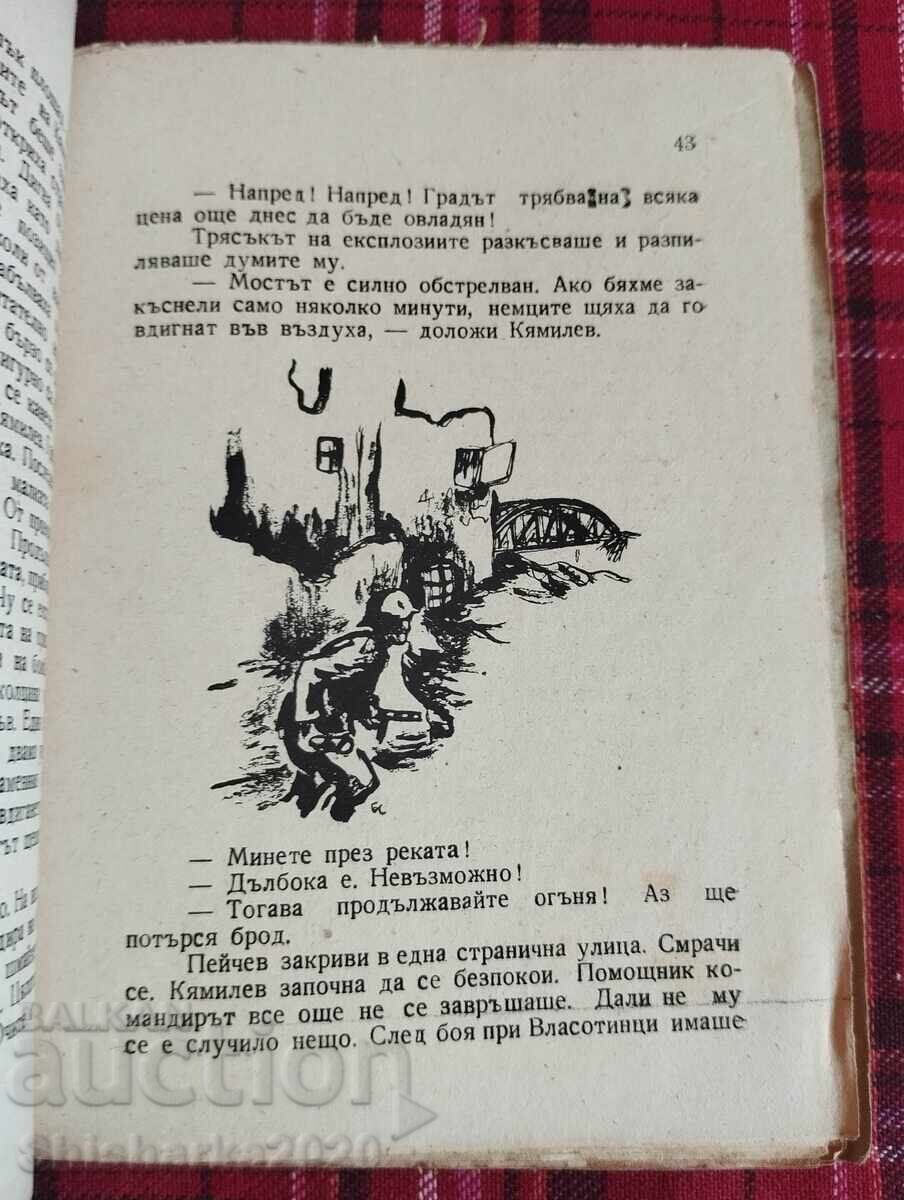 43
— Напред! Напред! Градът трябва на всяка
цена още днес да бъде овладян!
Трясъкът на експлозиите разкъсваше и разпи-
ляваше думите му.
— Мостът е силно обстрелван. Ако бяхме за-
къснели само няколко минути, немците щяха да го
вдигнат във въздуха, — доложи Кямилев.
— Минете през реката!
— Дълбока е. Невъзможно!
— Тогава продължавайте огъня! Аз ще
потърся брод.
Пейчев закриви в една странична улица. Смрачи
се. Кямилев започна да се безпокои. Помощник ко-
мандирът все още не се завръщаше. Дали не му
се е случило нещо. След боя при Власотинци имаше
BALK
auction
Shisharka2020